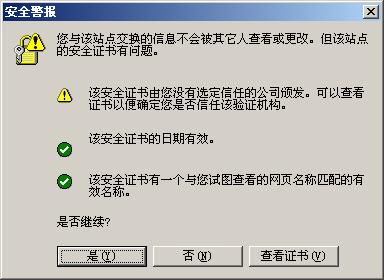 安全警报
您与该站点交换的信息不会被其它人查看或更改。但该站点
的安全证书有问题。
该安全证书由您没有选定信任的公司颁发。可以查看
证书以便确定您是否信任该验证机构。
该安全证书的日期有效。
该安全证书有一个与您试图查看的网页名称匹配的有
效名称。
是否继续?
是(Y) 否(N) 查看证书(V)